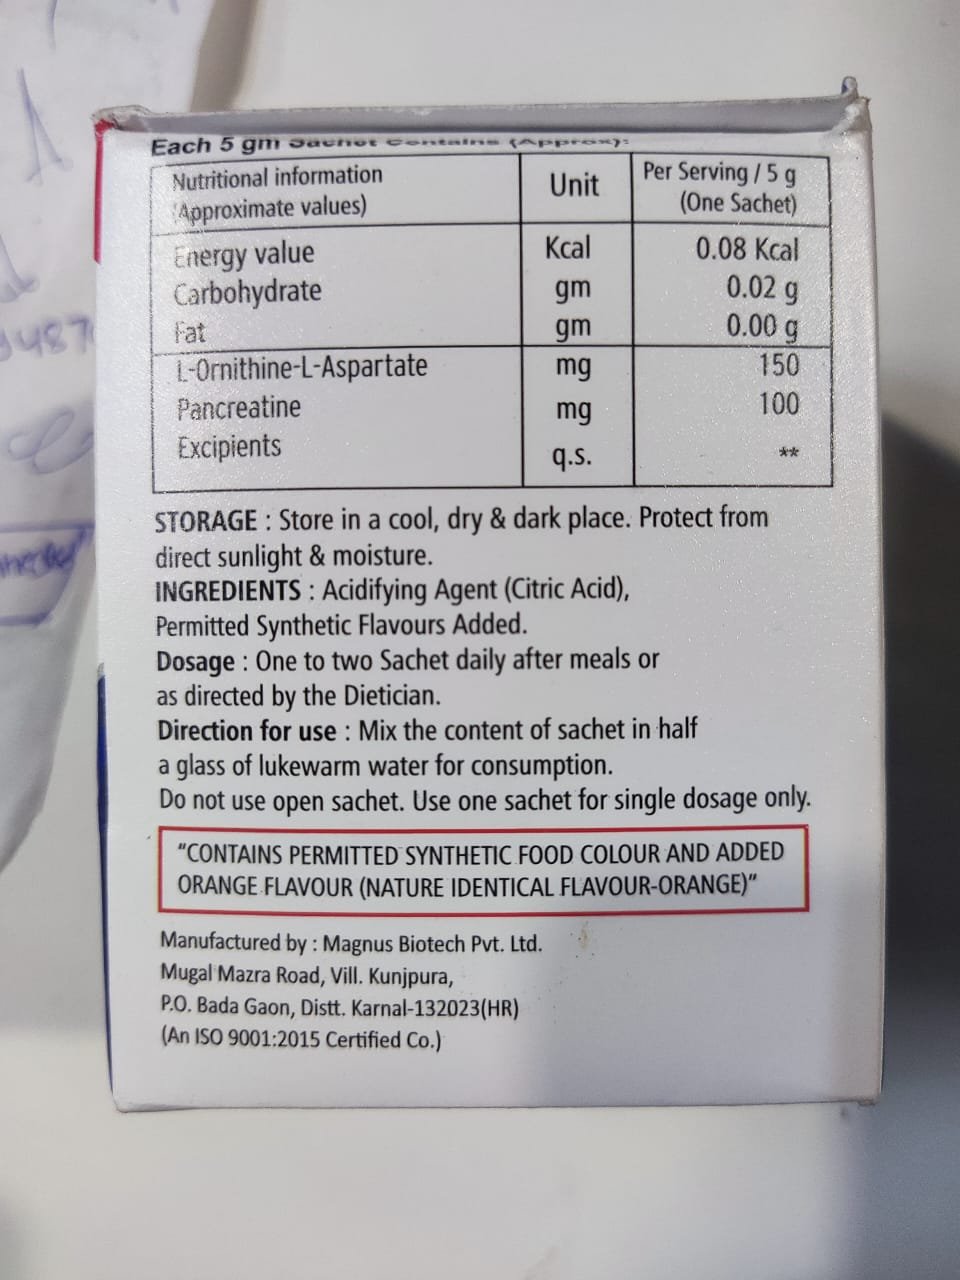 Each 5 gm Sachet Contains (Approx):
Nutritional information Unit Per Serving / 5 g
(Approximate values) (One Sachet)
Energy value Kcal 0.08 Kcal
Carbohydrate gm 0.02 g
Fat gm 0.00 g
L-Ornithine-L-Aspartate mg 150
Pancreatine mg 100
Excipients q.s. **
STORAGE : Store in a cool, dry & dark place. Protect from
direct sunlight & moisture.
INGREDIENTS : Acidifying Agent (Citric Acid),
Permitted Synthetic Flavours Added.
Dosage : One to two Sachet daily after meals or
as directed by the Dietician.
Direction for use : Mix the content of sachet in half
a glass of lukewarm water for consumption.
Do not use open sachet. Use one sachet for single dosage only.
"CONTAINS PERMITTED SYNTHETIC FOOD COLOUR AND ADDED
ORANGE FLAVOUR (NATURE IDENTICAL FLAVOUR-ORANGE)"
Manufactured by : Magnus Biotech Pvt. Ltd.
Mugal Mazra Road, Vill. Kunjpura,
P.O. Bada Gaon, Distt. Karnal-132023(HR)
(An ISO 9001:2015 Certified Co.)